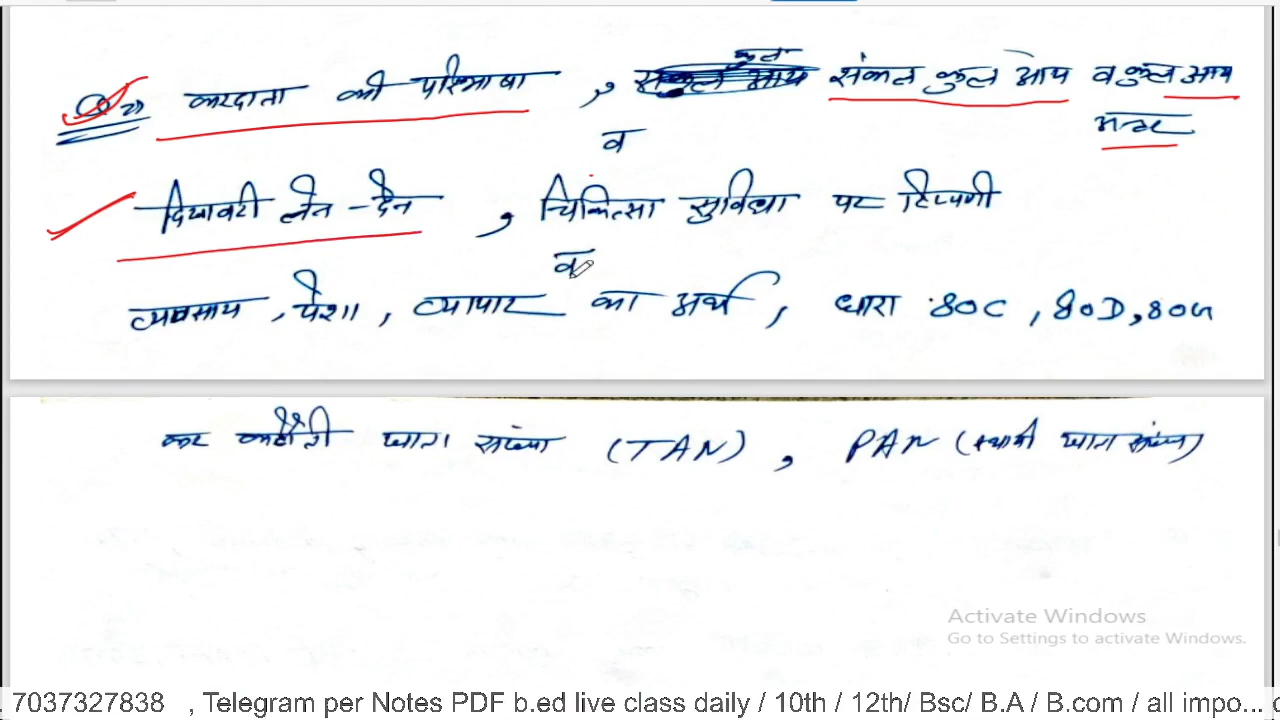 Q→ करदाता की परिभाषा , संकल कुल आय व कुल आय
व अन्तर
दिखावटी लेन-देन , चिकित्सा सुविधा पर टिप्पणी
व
व्यवसाय, पेशा, व्यापार का अर्थ , धारा 80C , 80D, 80G
कर कटौती खाता संख्या (TAN) , PAN (स्थायी खाता संख्या)
Activate Windows
Go to Settings to activate Windows.
7037327838 , Telegram per Notes PDF b.ed live class daily / 10th / 12th/ Bsc/ B.A / B.com / all impo...